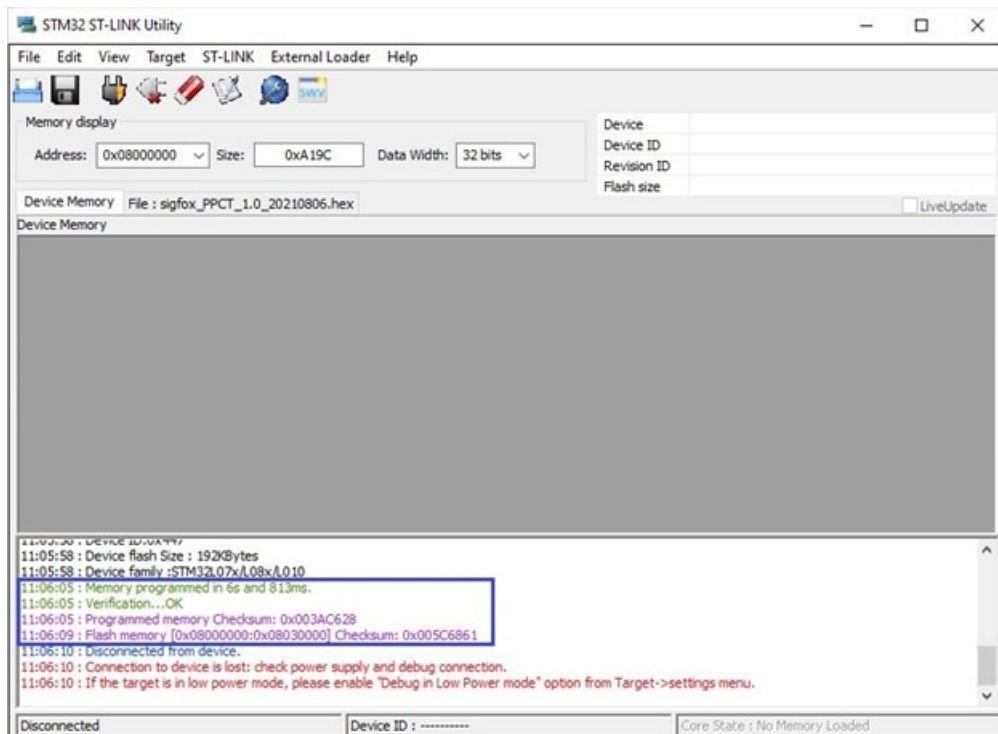 STM32 ST-LINK Utility
File Edit View Target ST-LINK External Loader Help
SWV
Memory display
Address: 0x08000000 Size: 0xA19C Data Width: 32 bits
Device
Device ID
Revision ID
Flash size
Device Memory File : sigfox_PPCT_1.0_20210806.hex LiveUpdate
Device Memory
11:05:58 : Device ID:0x447
11:05:58 : Device flash Size : 192KBytes
11:05:58 : Device family :STM32L07x/L08x/L010
11:06:05 : Memory programmed in 6s and 813ms.
11:06:05 : Verification...OK
11:06:05 : Programmed memory Checksum: 0x003AC628
11:06:09 : Flash memory [0x08000000:0x08030000] Checksum: 0x005C6861
11:06:10 : Disconnected from device.
11:06:10 : Connection to device is lost: check power supply and debug connection.
11:06:10 : If the target is in low power mode, please enable "Debug in Low Power mode" option from Target->settings menu.
Disconnected Device ID : ---------- Core State : No Memory Loaded